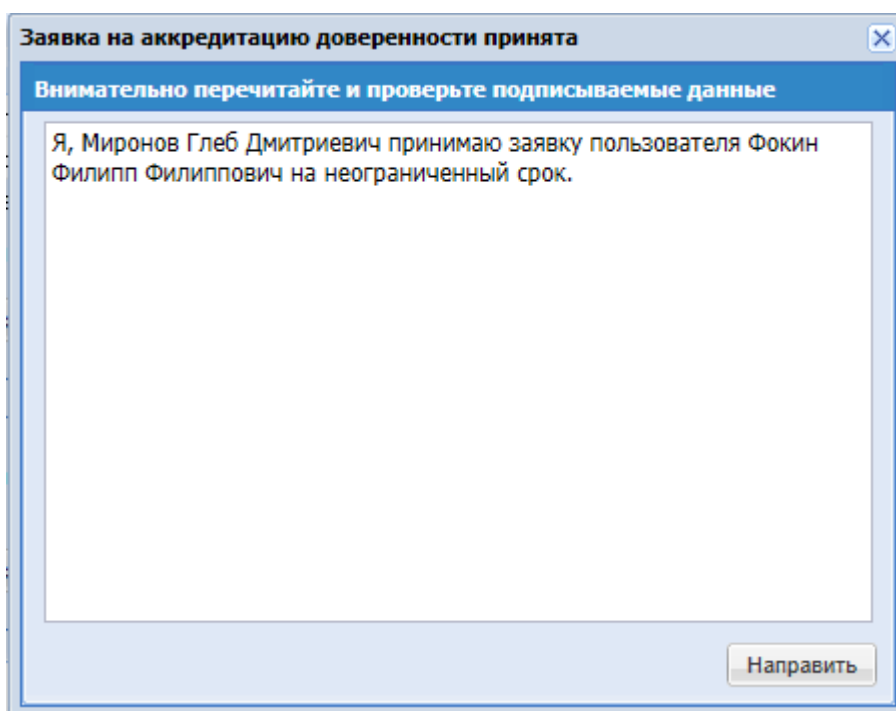 Заявка на аккредитацию доверенности принята
Внимательно перечитайте и проверьте подписываемые данные
Я, Миронов Глеб Дмитриевич принимаю заявку пользователя Фокин
Филипп Филиппович на неограниченный срок.
Направить